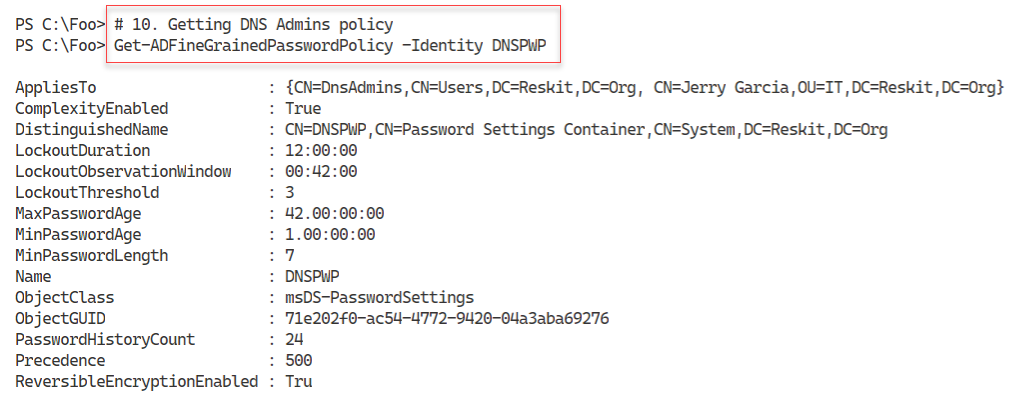 PS C:\Foo> # 10. Getting DNS Admins policy
PS C:\Foo> Get-ADFineGrainedPasswordPolicy -Identity DNSPWP
AppliesTo : {CN=DnsAdmins,CN=Users,DC=Reskit,DC=Org, CN=Jerry Garcia,OU=IT,DC=Reskit,DC=Org}
ComplexityEnabled : True
DistinguishedName : CN=DNSPWP,CN=Password Settings Container,CN=System,DC=Reskit,DC=Org
LockoutDuration : 12:00:00
LockoutObservationWindow : 00:42:00
LockoutThreshold : 3
MaxPasswordAge : 42.00:00:00
MinPasswordAge : 1.00:00:00
MinPasswordLength : 7
Name : DNSPWP
ObjectClass : msDS-PasswordSettings
ObjectGUID : 71e202f0-ac54-4772-9420-04a3aba69276
PasswordHistoryCount : 24
Precedence : 500
ReversibleEncryptionEnabled : Tru